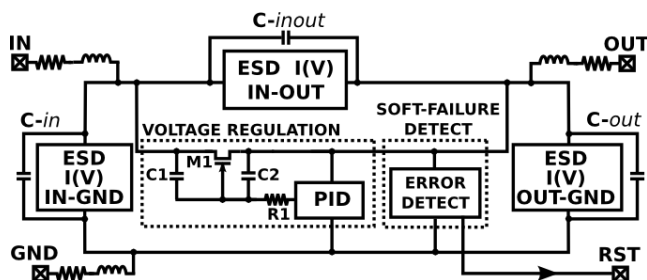 C-inout
IN
OUT
ESD I(V)
IN-OUT
SOFT-FAILURE
DETECT
C-in
C-out
VOLTAGE REGULATION
M1
C1
C2
ESD
I(V)
IN-GND
ERROR
DETECT
ESD
I(V)
OUT-GND
PID
R1
GND
RST